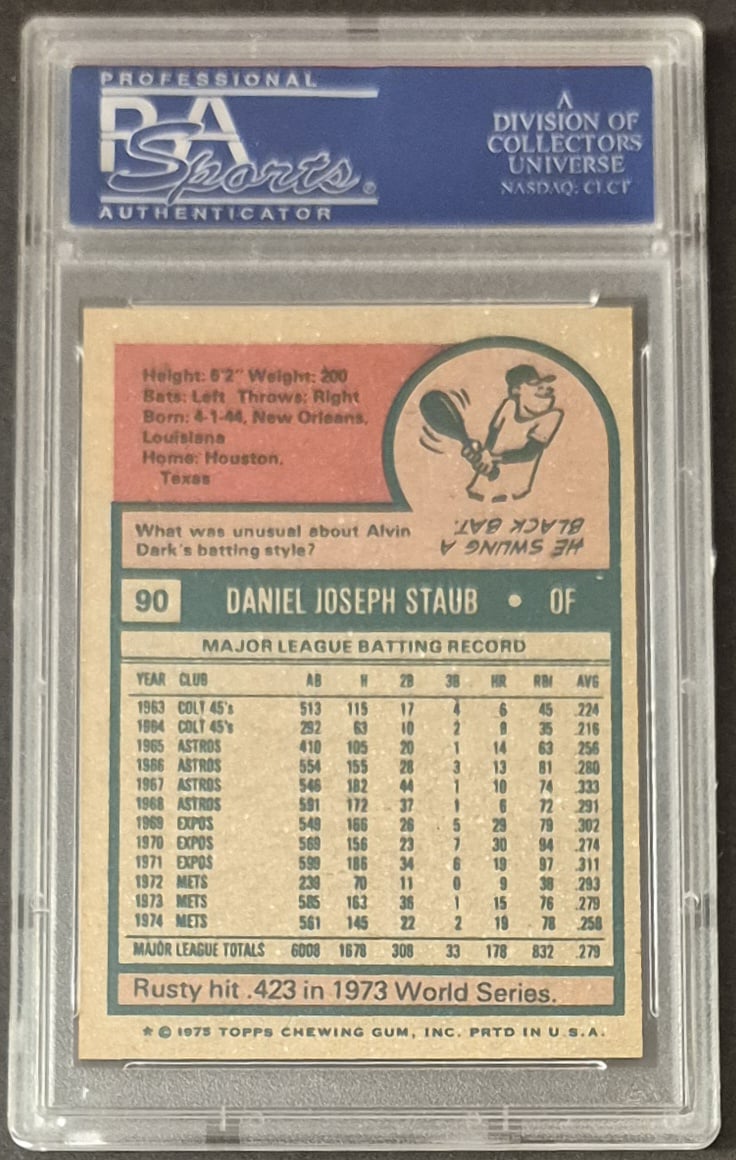 PROFESSIONAL
PSA
Sports®
AUTHENTICATOR
A
DIVISION OF
COLLECTORS
UNIVERSE
NASDAQ: CLCT
Height: 6'2" Weight: 200
Bats: Left Throws: Right
Born: 4-1-44, New Orleans,
Louisiana
Home: Houston,
Texas
What was unusual about Alvin
Dark's batting style?
HE SWUNG A
BLACK BAT.
90 DANIEL JOSEPH STAUB • OF
MAJOR LEAGUE BATTING RECORD
YEAR CLUB AB H 2B 3B HR RBI AVG
1963 COLT 45's 513 115 17 4 6 45 .224
1964 COLT 45's 292 63 10 2 8 35 .216
1965 ASTROS 410 105 20 1 14 63 .256
1966 ASTROS 554 155 28 3 13 81 .280
1967 ASTROS 546 182 44 1 10 74 .333
1968 ASTROS 591 172 37 1 6 72 .291
1969 EXPOS 549 166 26 5 29 79 .302
1970 EXPOS 569 156 23 7 30 94 .274
1971 EXPOS 599 186 34 6 19 97 .311
1972 METS 239 70 11 0 9 38 .293
1973 METS 585 163 36 1 15 76 .279
1974 METS 561 145 22 2 19 78 .258
MAJOR LEAGUE TOTALS 6008 1678 308 33 178 832 .279
Rusty hit .423 in 1973 World Series.
* © 1975 TOPPS CHEWING GUM, INC. PRTD IN U.S.A.